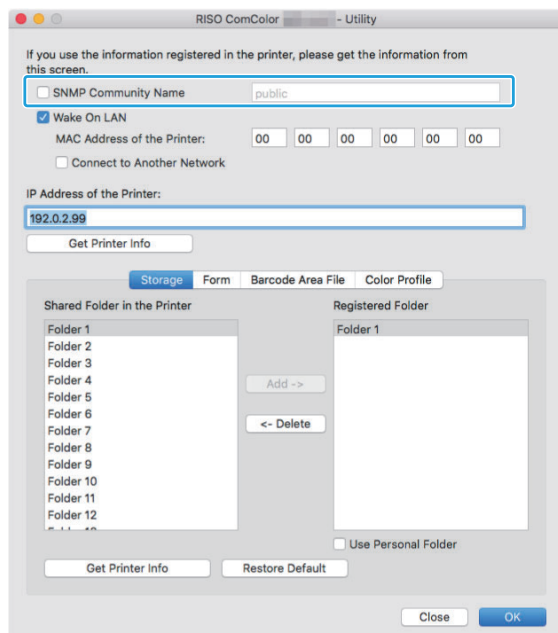 RISO ComColor - Utility
If you use the information registered in the printer, please get the information from
this screen.
SNMP Community Name public
Wake On LAN
MAC Address of the Printer: 00 00 00 00 00 00
Connect to Another Network
IP Address of the Printer:
192.0.2.99
Get Printer Info
Storage Form Barcode Area File Color Profile
Shared Folder in the Printer Registered Folder
Folder 1 Folder 1
Folder 2
Folder 3
Folder 4
Folder 5
Folder 6
Folder 7
Folder 8
Folder 9
Folder 10
Folder 11
Folder 12
Add ->
<- Delete
Use Personal Folder
Get Printer Info Restore Default
Close OK